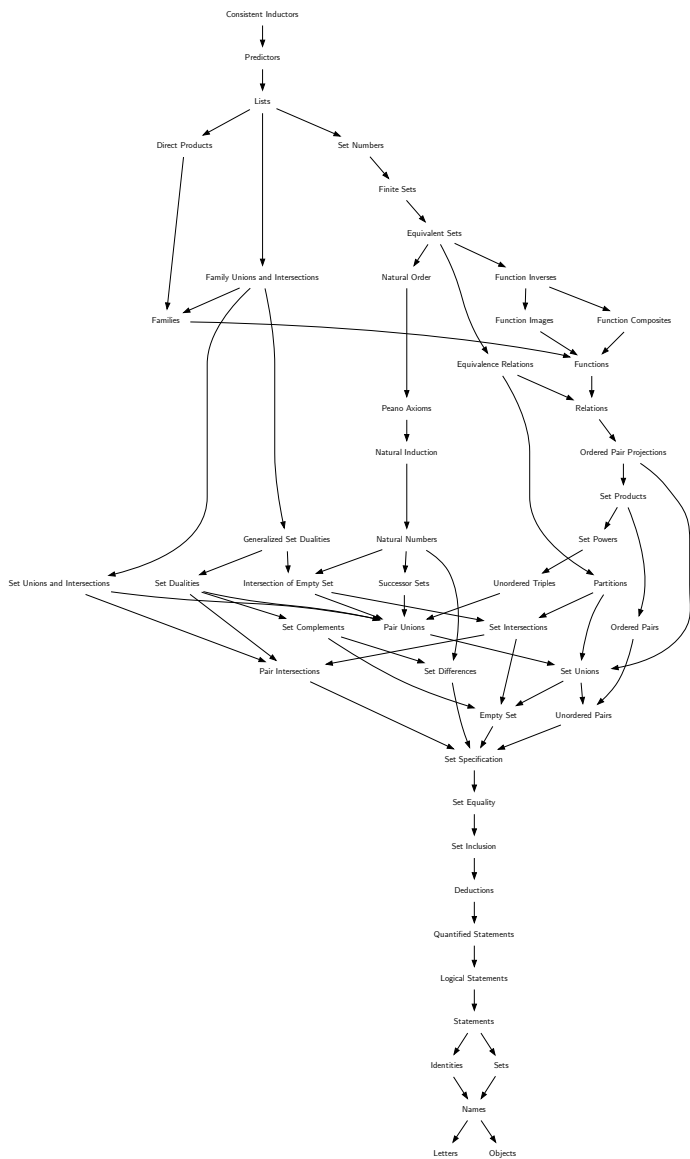 Consistent Inductors
Predictors
Lists
Direct Products
Set Numbers
Finite Sets
Equivalent Sets
Family Unions and Intersections
Natural Order
Function Inverses
Families
Function Images
Function Composites
Equivalence Relations
Functions
Peano Axioms
Relations
Natural Induction
Ordered Pair Projections
Set Products
Generalized Set Dualities
Natural Numbers
Set Powers
Set Unions and Intersections
Set Dualities
Intersection of Empty Set
Successor Sets
Unordered Triples
Partitions
Set Complements
Pair Unions
Set Intersections
Ordered Pairs
Pair Intersections
Set Differences
Set Unions
Empty Set
Unordered Pairs
Set Specification
Set Equality
Set Inclusion
Deductions
Quantified Statements
Logical Statements
Statements
Identities
Sets
Names
Letters
Objects